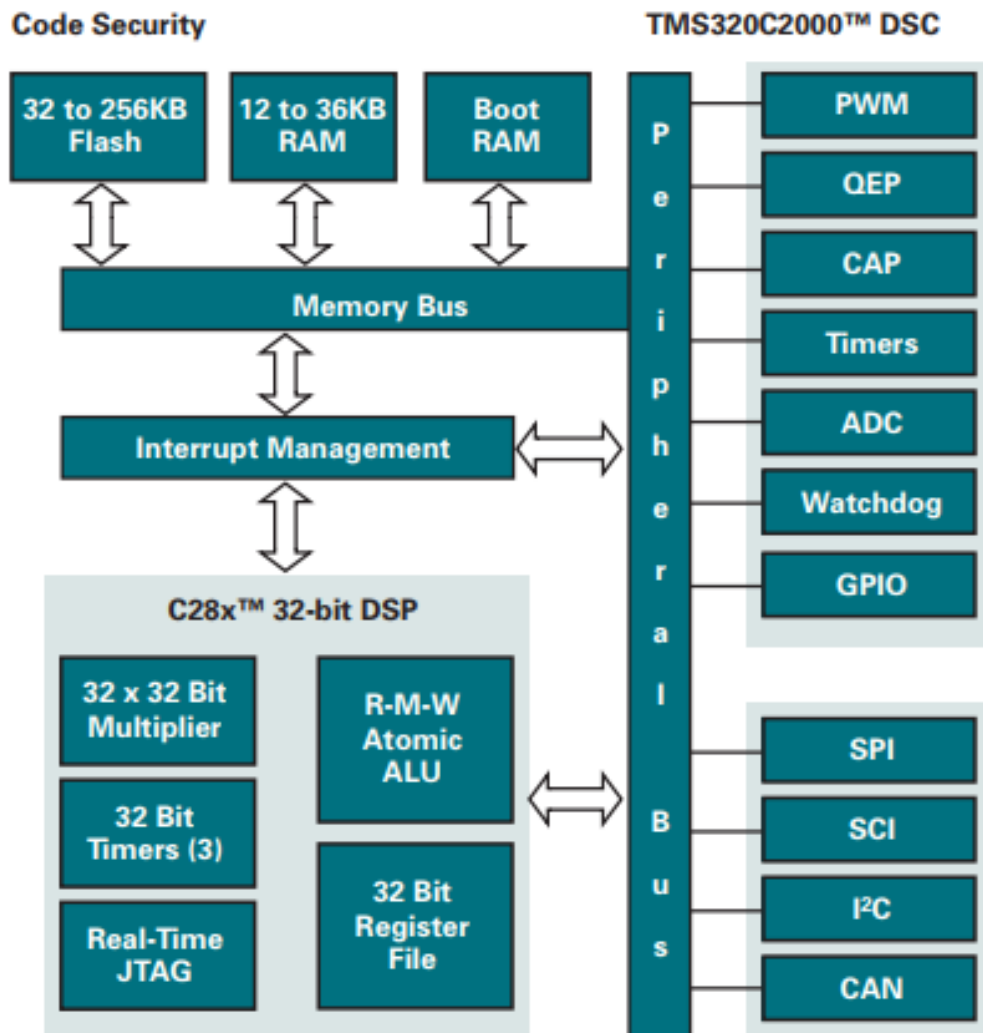 Code Security
TMS320C2000™ DSC
32 to 256KB
Flash
12 to 36KB
RAM
Boot
RAM
Memory Bus
Interrupt Management
C28x™ 32-bit DSP
32 x 32 Bit
Multiplier
R-M-W
Atomic
ALU
32 Bit
Timers (3)
32 Bit
Register
File
Real-Time
JTAG
Peripheral Bus
PWM
QEP
CAP
Timers
ADC
Watchdog
GPIO
SPI
SCI
I²C
CAN